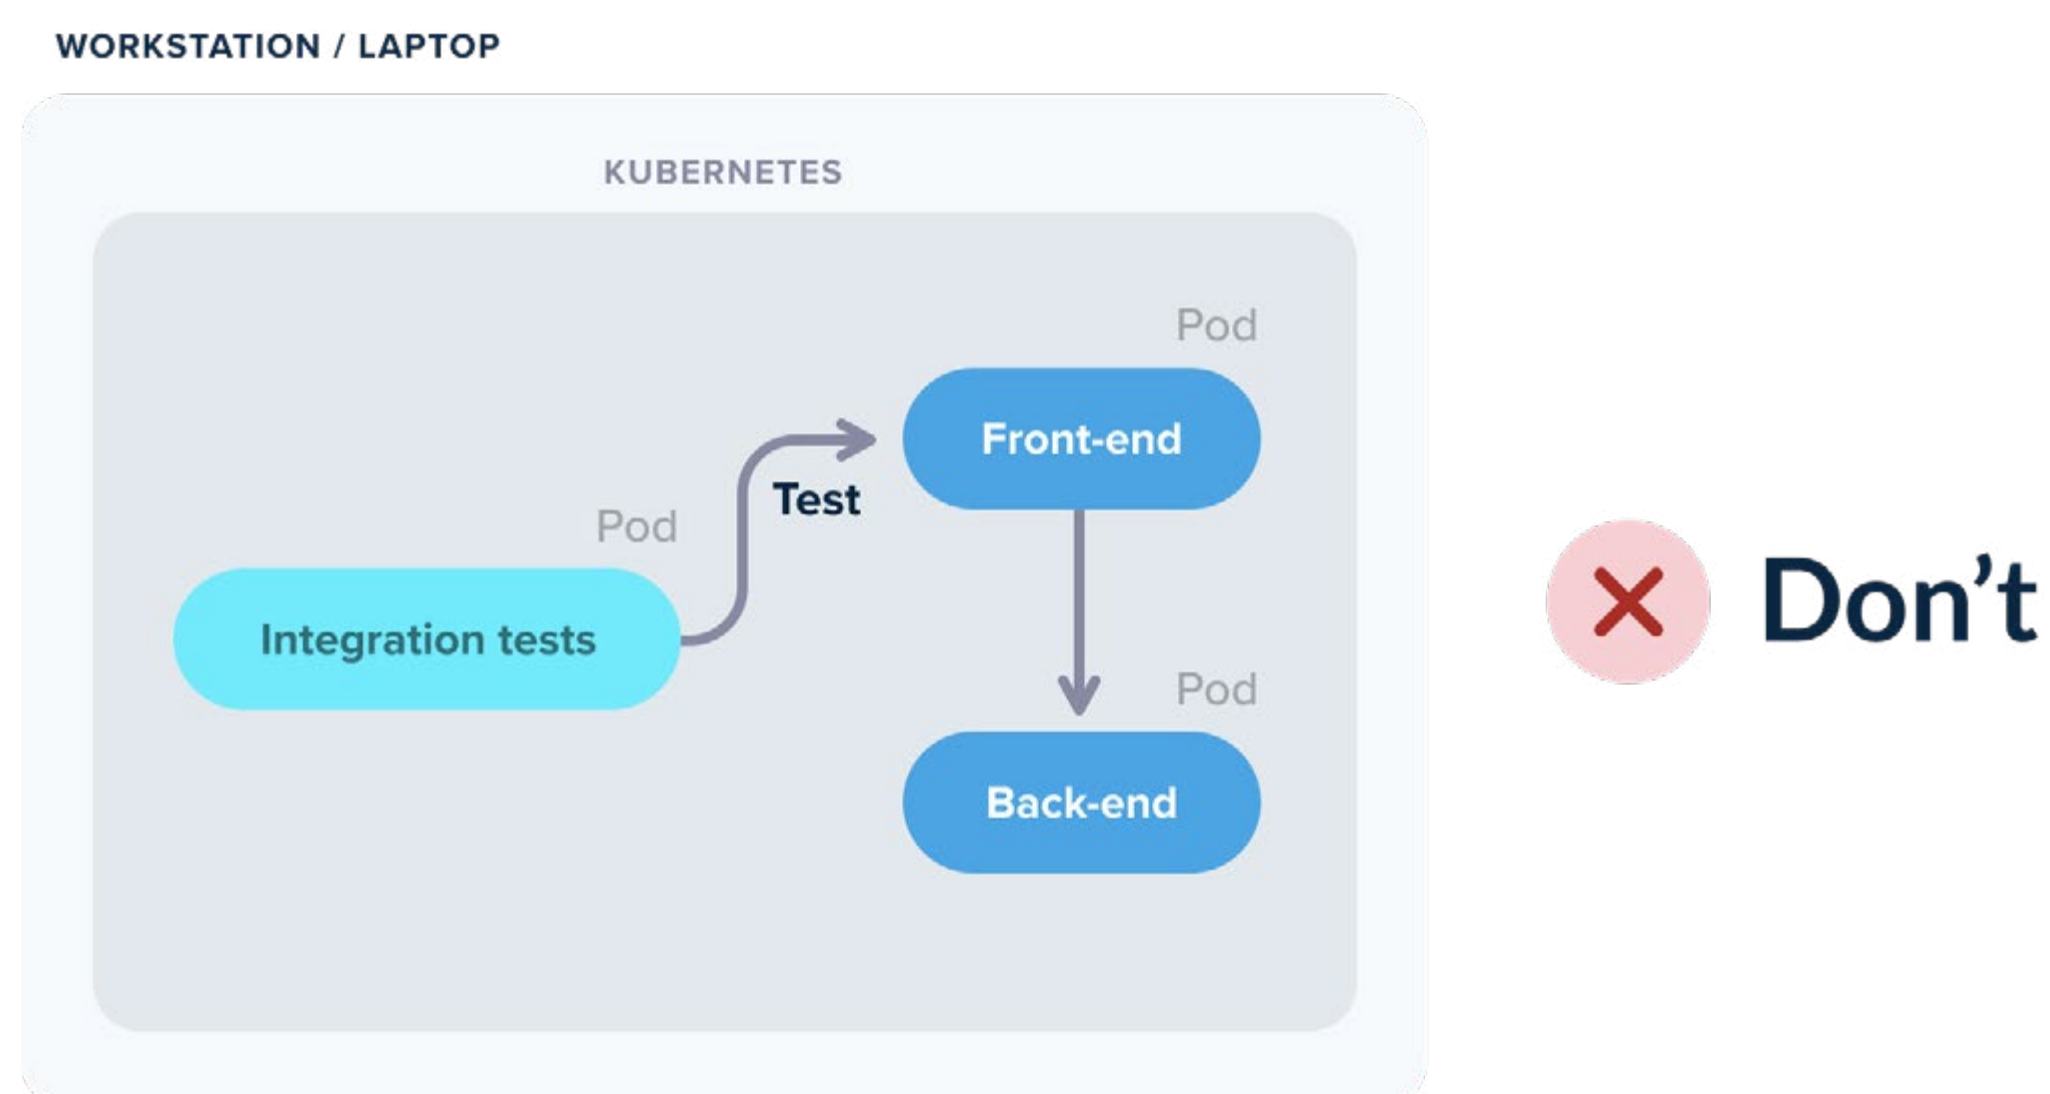 WORKSTATION / LAPTOP
KUBERNETES
Pod
Front-end
Test
Pod
Integration tests
Pod
Back-end
Don’t